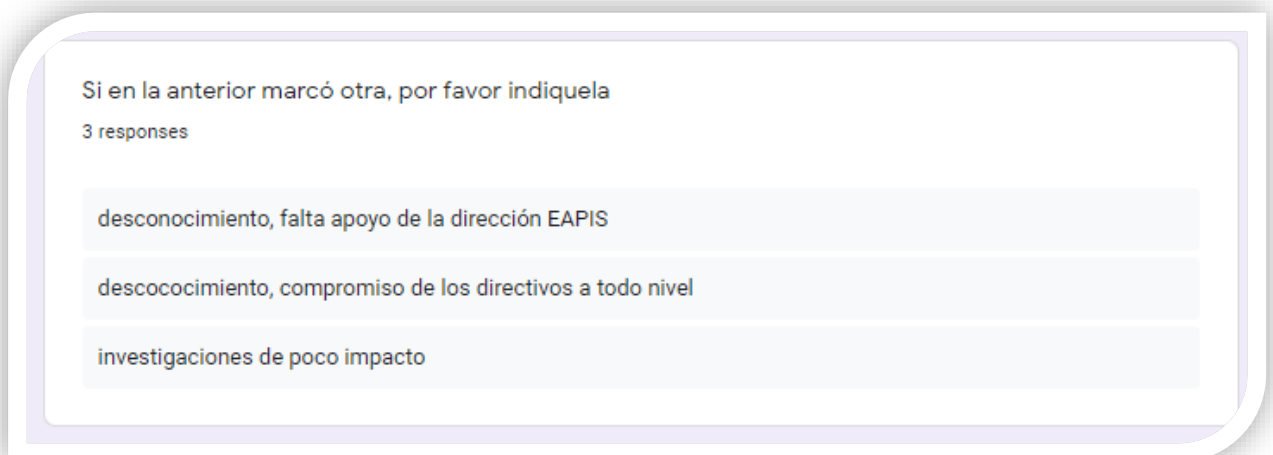 Si en la anterior marcó otra, por favor indiquela
3 responses
desconocimiento, falta apoyo de la dirección EAPIS
descococimiento, compromiso de los directivos a todo nivel
investigaciones de poco impacto